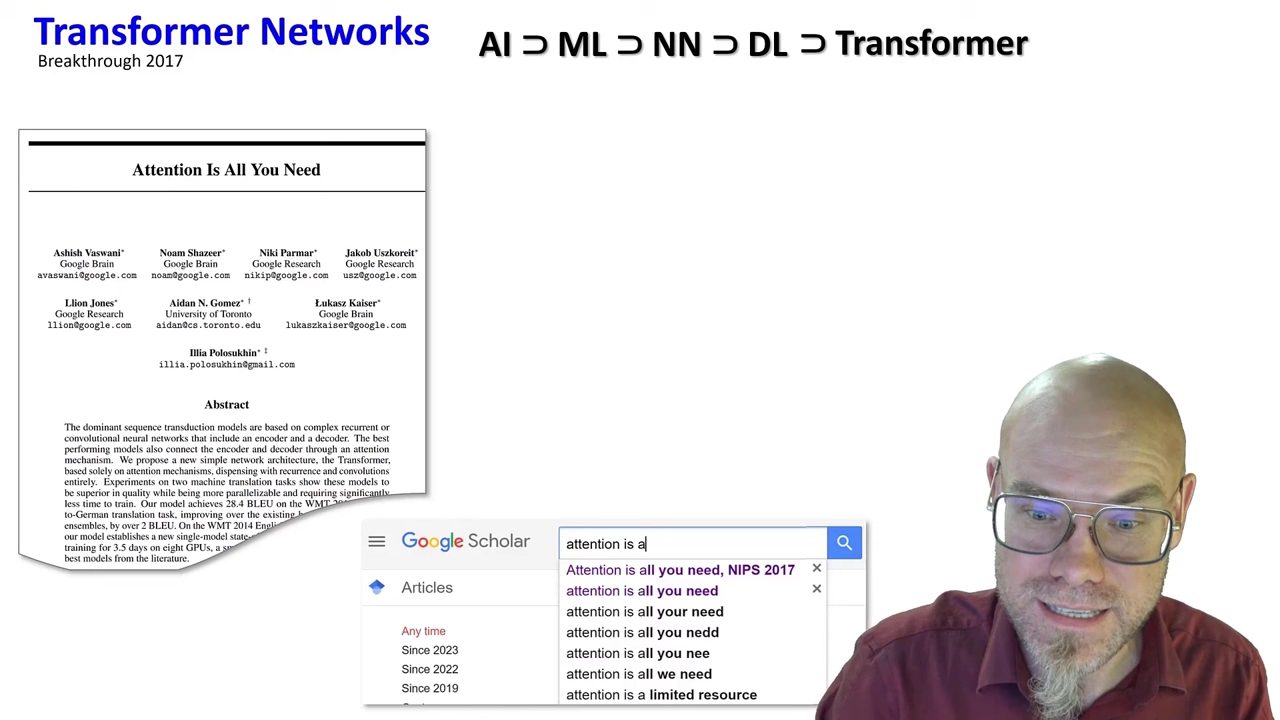 Transformer Networks
Breakthrough 2017
AI ⊃ ML ⊃ NN ⊃ DL ⊃ Transformer
Attention Is All You Need
Ashish Vaswani* Noam Shazeer* Niki Parmar* Jakob Uszkoreit*
Google Brain Google Brain Google Research Google Research
avaswani@google.com noam@google.com nikip@google.com usz@google.com
Llion Jones* Aidan N. Gomez* † Łukasz Kaiser*
Google Research University of Toronto Google Brain
llion@google.com aidan@cs.toronto.edu lukaszkaiser@google.com
Illia Polosukhin* ‡
illia.polosukhin@gmail.com
Abstract
The dominant sequence transduction models are based on complex recurrent or
convolutional neural networks that include an encoder and a decoder. The best
performing models also connect the encoder and decoder through an attention
mechanism. We propose a new simple network architecture, the Transformer,
based solely on attention mechanisms, dispensing with recurrence and convolutions
entirely. Experiments on two machine translation tasks show these models to
be superior in quality while being more parallelizable and requiring significantly
less time to train. Our model achieves 28.4 BLEU on the WMT
to-German translation task, improving over the existing
ensembles, by over 2 BLEU. On the WMT 2014
our model establishes a new single-model
training for 3.5 days on eight GPUs, a
best models from the literature.
Google Scholar
attention is a
Attention is all you need, NIPS 2017 ×
Articles
attention is all you need ×
attention is all your need
Any time
attention is all you nedd
Since 2023
attention is all you nee
Since 2022
attention is all we need
Since 2019
attention is a limited resource